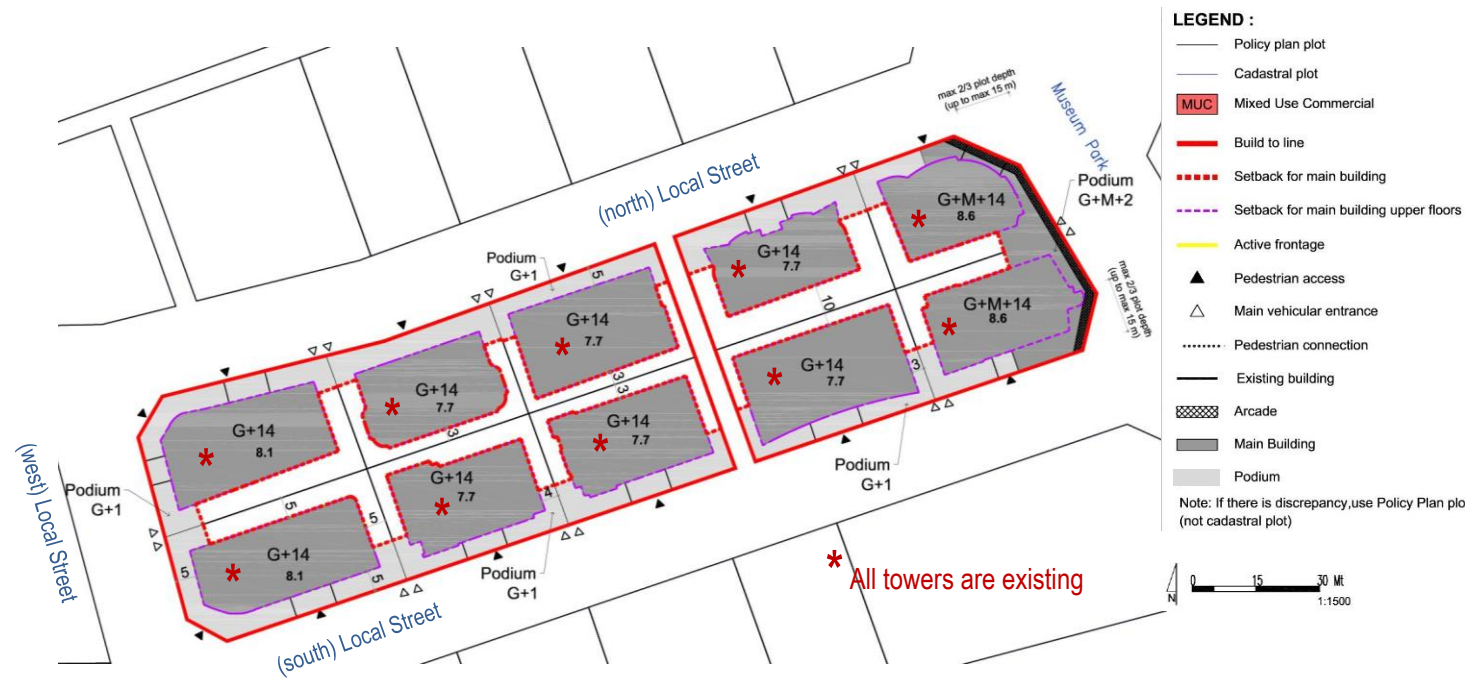 LEGEND :
Policy plan plot
Cadastral plot
MUC Mixed Use Commercial
Build to line
Setback for main building
Setback for main building upper floors
Active frontage
Pedestrian access
Main vehicular entrance
Pedestrian connection
Existing building
Arcade
Main Building
Podium
Note: If there is discrepancy,use Policy Plan plo
(not cadastral plot)
N
0 15 30 Mt
1:1500
max 2/3 plot depth
(up to max 15 m)
Museum Park
(north) Local Street
Podium
G+M+2
G+M+14
8.6
max 2/3 plot depth
(up to max 15 m)
G+14
7.7
Podium
G+1
5
10
G+M+14
8.6
G+14
7.7
3
G+14
7.7
3
3
G+14
7.7
3
G+14
7.7
G+14
8.1
Podium
G+1
G+14
7.7
4
5
5
G+14
8.1
5
5
Podium
G+1
Podium
G+1
(west) Local Street
(south) Local Street
* All towers are existing